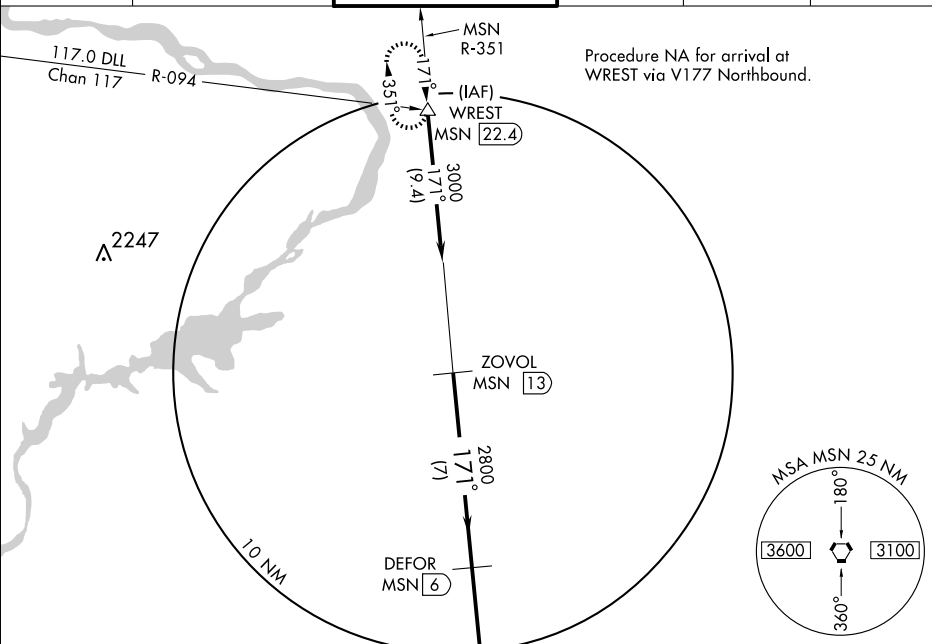 MSN
R-351
117.0 DLL
Chan 117
R-094
Procedure NA for arrival at
WREST via V177 Northbound.
171°
351°
(IAF)
WREST
MSN 22.4
3000
171°
(9.4)
2247
ZOVOL
MSN 13
2800
171°
(7)
MSA MSN 25 NM
180°
3600
3100
360°
10 NM
DEFOR
MSN 6